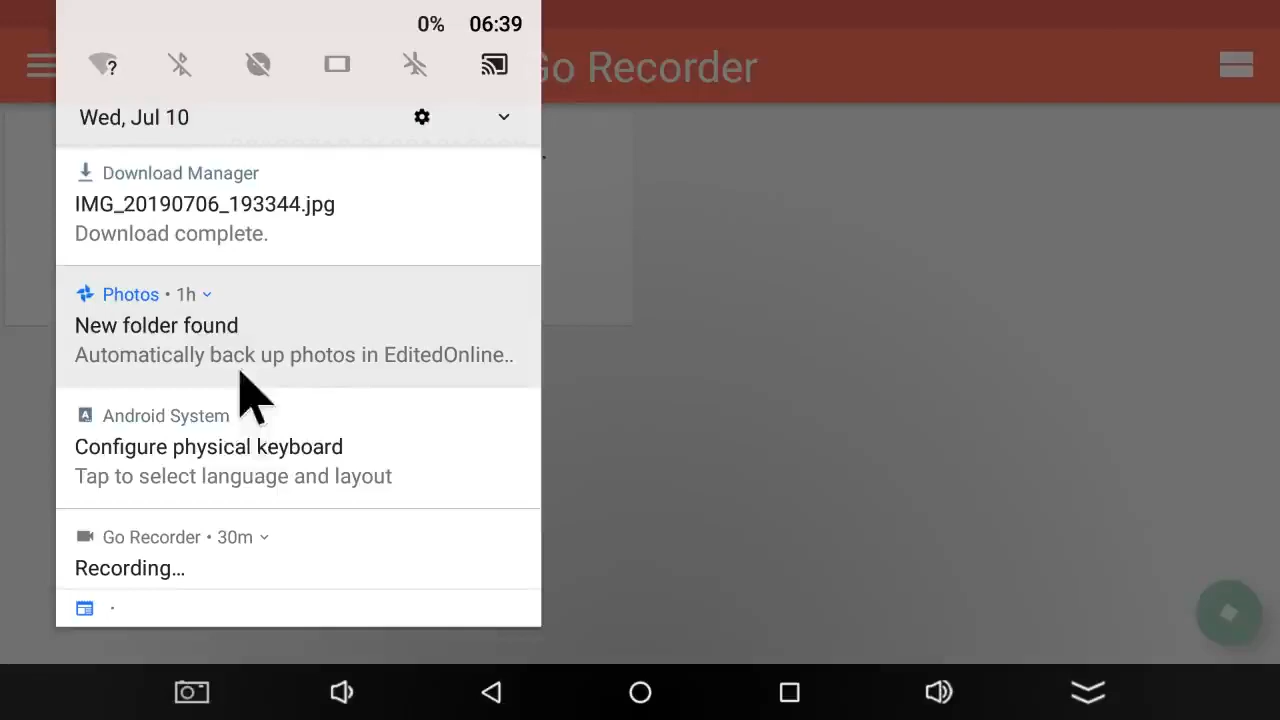 0% 06:39
Go Recorder
Wed, Jul 10
Download Manager
IMG_20190706_193344.jpg
Download complete.
Photos • 1h
New folder found
Automatically back up photos in EditedOnline..
Android System
Configure physical keyboard
Tap to select language and layout
Go Recorder • 30m
Recording...